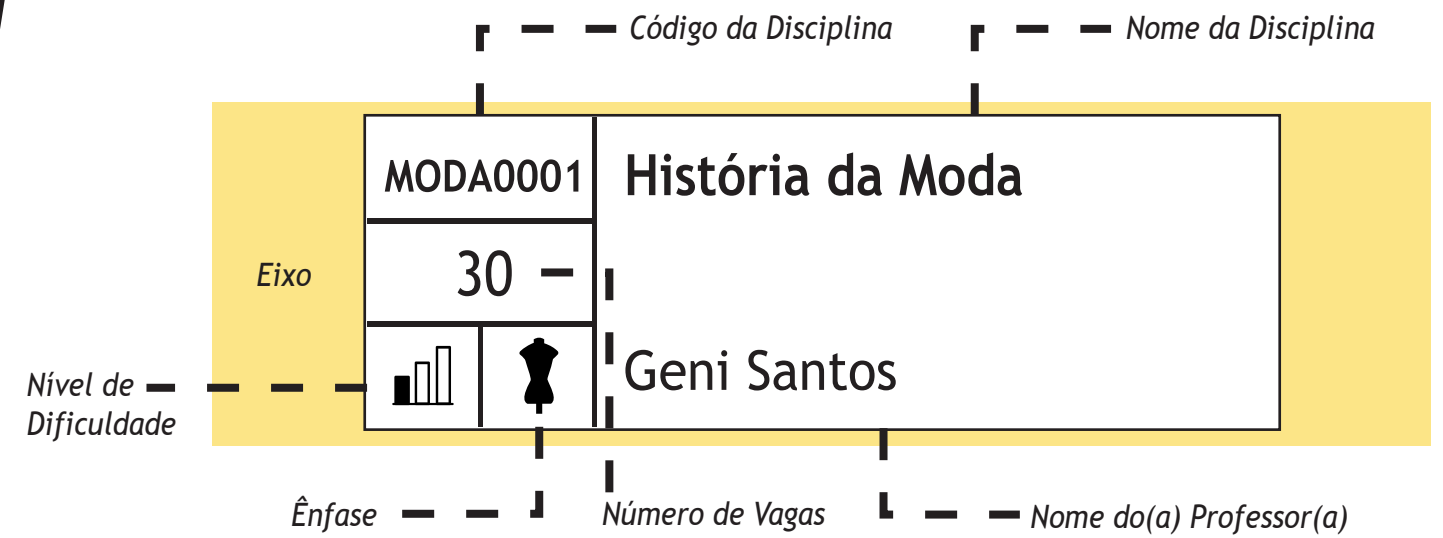 Código da Disciplina
Nome da Disciplina
MODA0001
História da Moda
Eixo
30
Nível de
Dificuldade
Geni Santos
Ênfase
Número de Vagas
Nome do(a) Professor(a)